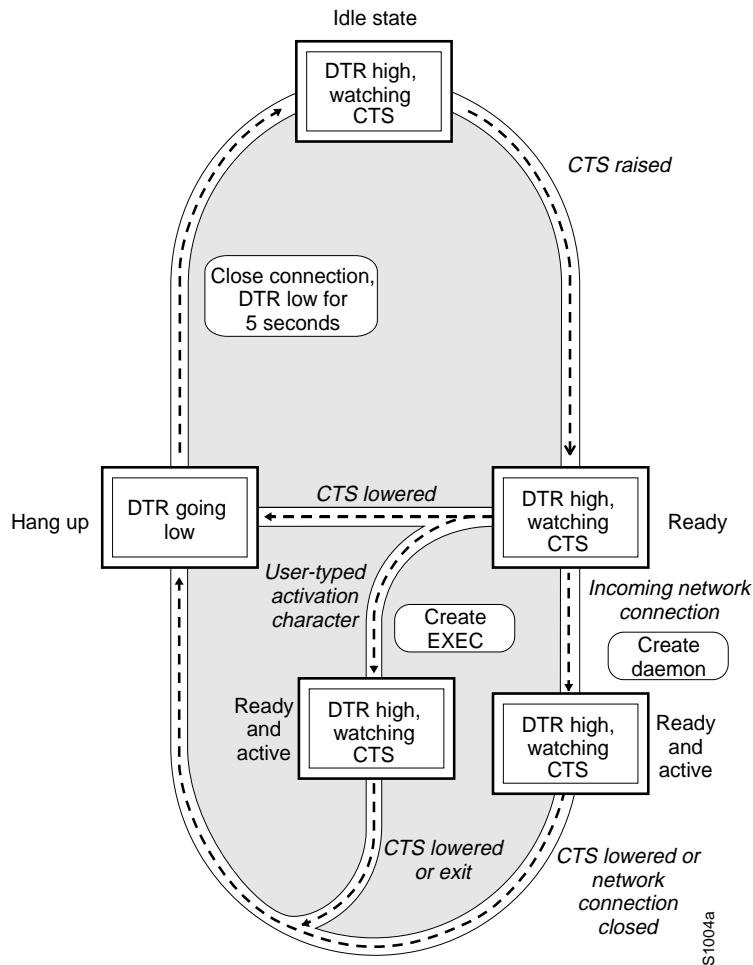 Idle state
DTR high,
watching
CTS
CTS raised
Close connection,
DTR low for
5 seconds
Hang up
DTR going
low
CTS lowered
DTR high,
watching
CTS
Ready
User-typed
activation
character
Create
EXEC
Incoming network
connection
Create
daemon
Ready
and
active
DTR high,
watching
CTS
DTR high,
watching
CTS
Ready
and
active
CTS lowered
or exit
CTS lowered or
network
connection
closed
S1004a